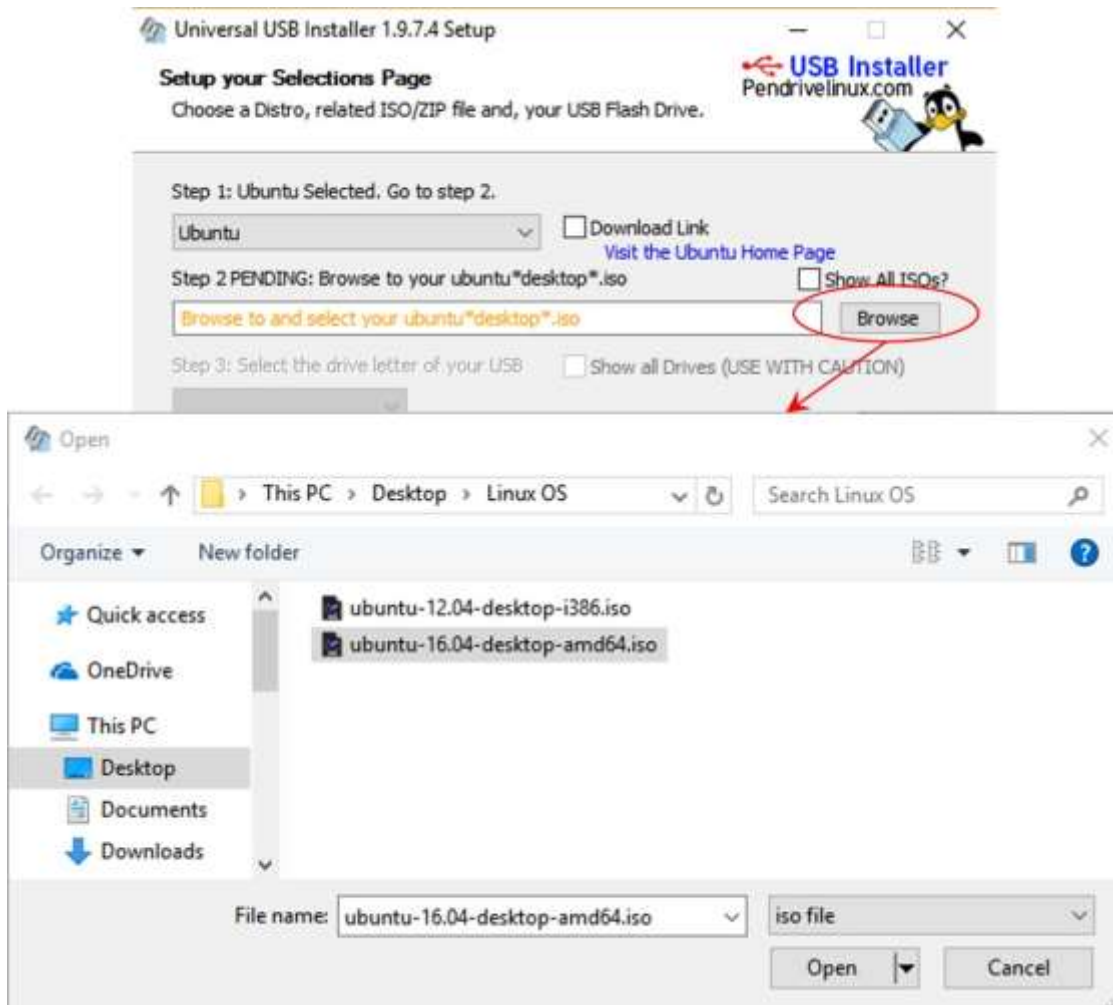 Universal USB Installer 1.9.7.4 Setup
USB Installer
Pendrivelinux.com
Setup your Selections Page
Choose a Distro, related ISO/ZIP file and, your USB Flash Drive.
Step 1: Ubuntu Selected. Go to step 2.
Ubuntu
Download Link
Visit the Ubuntu Home Page
Step 2 PENDING: Browse to your ubuntu*desktop*.iso
Show All ISOs?
Browse to and select your ubuntu*desktop*.iso
Browse
Step 3: Select the drive letter of your USB
Show all Drives (USE WITH CAUTION)
Open
This PC > Desktop > Linux OS
Search Linux OS
Organize
New folder
Quick access
OneDrive
This PC
Desktop
Documents
Downloads
ubuntu-12.04-desktop-i386.iso
ubuntu-16.04-desktop-amd64.iso
File name: ubuntu-16.04-desktop-amd64.iso
iso file
Open
Cancel